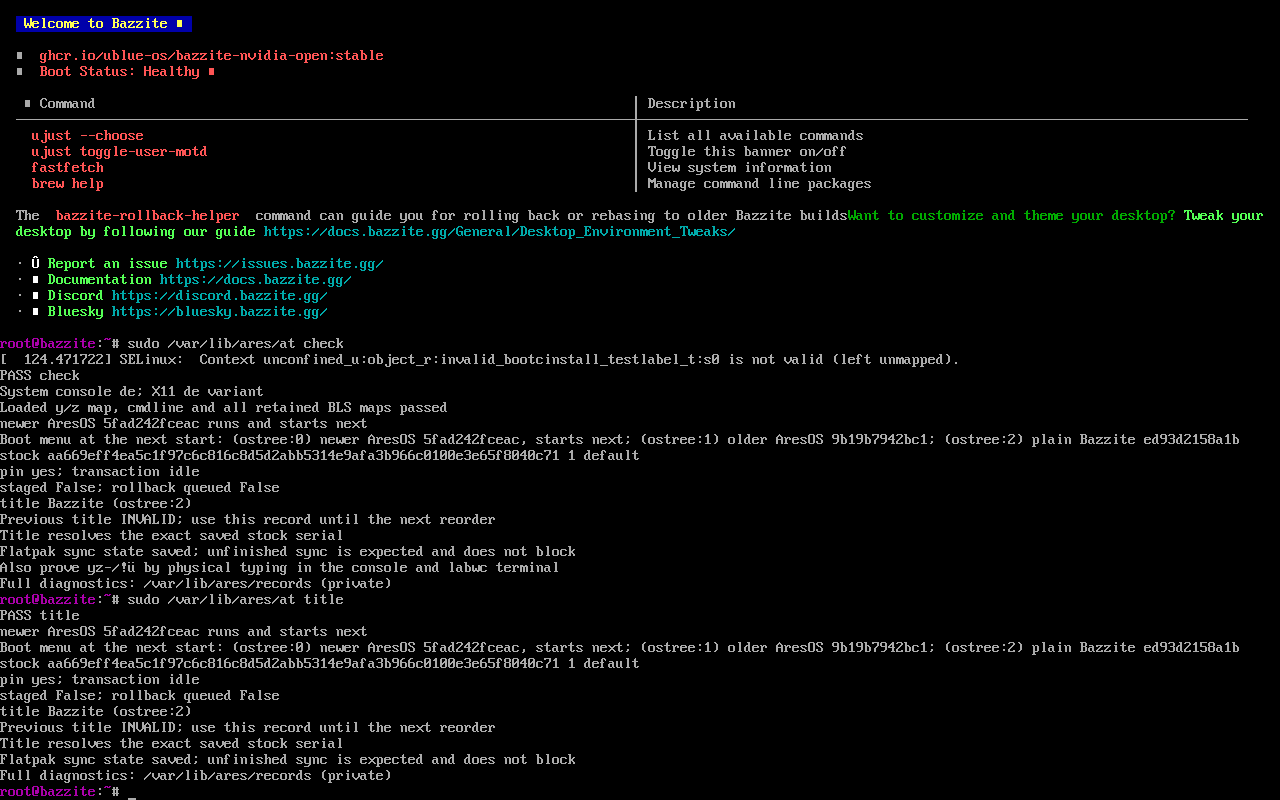 Welcome to Bazzite
ghcr.io/ublue-os/bazzite-nvidia-open:stable
Boot Status: Healthy
Command Description
ujust --choose List all available commands
ujust toggle-user-motd Toggle this banner on/off
fastfetch View system information
brew help Manage command line packages
The bazzite-rollback-helper command can guide you for rolling back or rebasing to older Bazzite buildsWant to customize and theme your desktop? Tweak your
desktop by following our guide https://docs.bazzite.gg/General/Desktop_Environment_Tweaks/
· Û Report an issue https://issues.bazzite.gg/
· Documentation https://docs.bazzite.gg/
· Discord https://discord.bazzite.gg/
· Bluesky https://bluesky.bazzite.gg/
root@bazzite:~# sudo /var/lib/ares/at check
[  124.471722] SELinux:  Context unconfined_u:object_r:invalid_bootcinstall_testlabel_t:s0 is not valid (left unmapped).
PASS check
System console de; X11 de variant
Loaded y/z map, cmdline and all retained BLS maps passed
newer AresOS 5fad242fceac runs and starts next
Boot menu at the next start: (ostree:0) newer AresOS 5fad242fceac, starts next; (ostree:1) older AresOS 9b19b7942bc1; (ostree:2) plain Bazzite ed93d2158a1b
stock aa669eff4ea5c1f97c6c816c8d5d2abb5314e9afa3b966c0100e3e65f8040c71 1 default
pin yes; transaction idle
staged False; rollback queued False
title Bazzite (ostree:2)
Previous title INVALID; use this record until the next reorder
Title resolves the exact saved stock serial
Flatpak sync state saved; unfinished sync is expected and does not block
Also prove yz-/!ü by physical typing in the console and labwc terminal
Full diagnostics: /var/lib/ares/records (private)
root@bazzite:~# sudo /var/lib/ares/at title
PASS title
newer AresOS 5fad242fceac runs and starts next
Boot menu at the next start: (ostree:0) newer AresOS 5fad242fceac, starts next; (ostree:1) older AresOS 9b19b7942bc1; (ostree:2) plain Bazzite ed93d2158a1b
stock aa669eff4ea5c1f97c6c816c8d5d2abb5314e9afa3b966c0100e3e65f8040c71 1 default
pin yes; transaction idle
staged False; rollback queued False
title Bazzite (ostree:2)
Previous title INVALID; use this record until the next reorder
Title resolves the exact saved stock serial
Flatpak sync state saved; unfinished sync is expected and does not block
Full diagnostics: /var/lib/ares/records (private)
root@bazzite:~# _